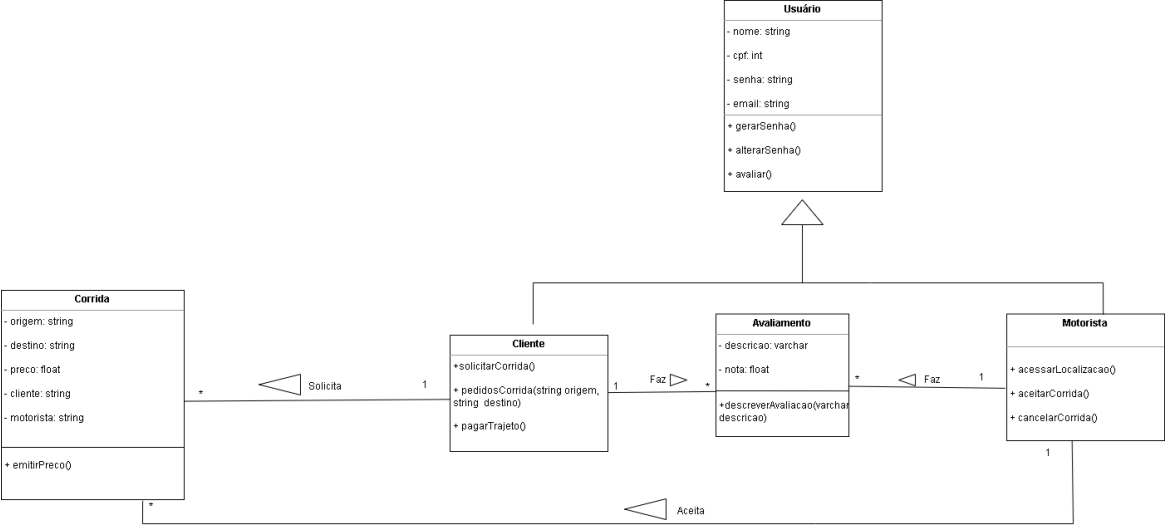 Usuário
- nome: string
- cpf: int
- senha: string
- email: string
+ gerarSenha()
+ alterarSenha()
+ avaliar()
Corrida
- origem: string
- destino: string
- preco: float
- cliente: string
- motorista: string
+ emitirPreco()
*
Solicita
1
Cliente
+solicitarCorrida()
+ pedidosCorrida(string origem,
string destino)
+ pagarTrajeto()
1
Faz
*
Avaliamento
- descricao: varchar
- nota: float
+descreverAvaliacao(varchar
descricao)
*
Faz
1
Motorista
+ acessarLocalizacao()
+ aceitarCorrida()
+ cancelarCorrida()
1
*
Aceita